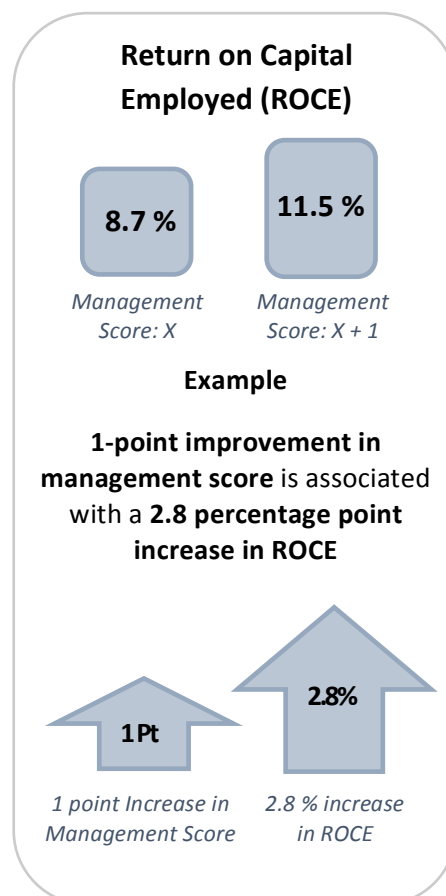 Return on Capital
Employed (ROCE)
8.7 %
11.5 %
Management
Score: X
Management
Score: X + 1
Example
1-point improvement in
management score is associated
with a 2.8 percentage point
increase in ROCE
1 Pt
2.8%
1 point Increase in
Management Score
2.8 % increase
in ROCE